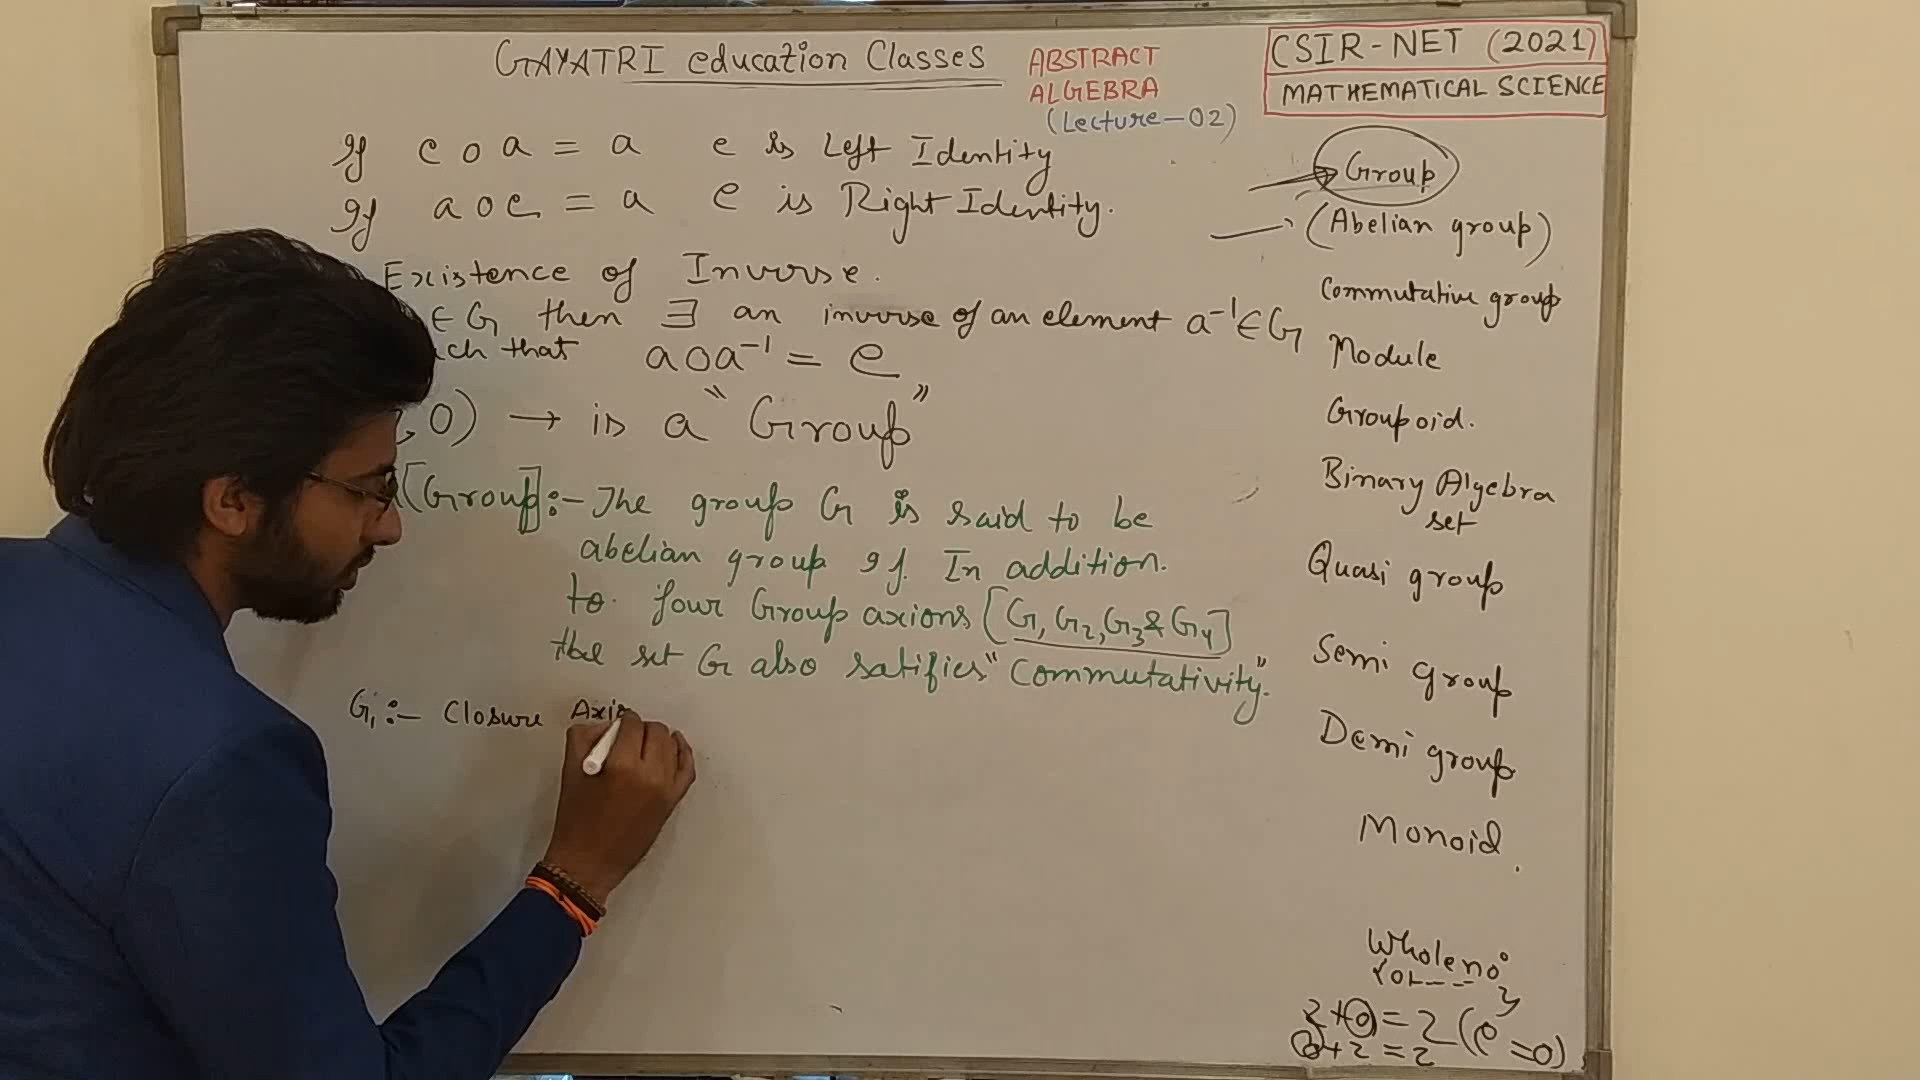 GAYATRI education Classes
ABSTRACT
ALGEBRA
(Lecture-02)
CSIR-NET (2021)
MATHEMATICAL SCIENCE
If e o a = a e is Left Identity
If a o e = a e is Right Identity.
Existence of Inverse.
∈ G then ∃ an inverse of an element a⁻¹ ∈ G
ch that a o a⁻¹ = e
, o) → is a "Group"
[Group]:- The group G is said to be
abelian group if In addition.
to four Group axions [G1, G2, G3 & G4]
the set G also satifies "Commutativity".
G1:- Closure Axio
Group
(Abelian group)
Commutative group
Module
Groupoid.
Binary Algebra
set
Quasi group
Semi group
Demi group
Monoid.
Whole no
2+0=2 (e=0)
0+2=2